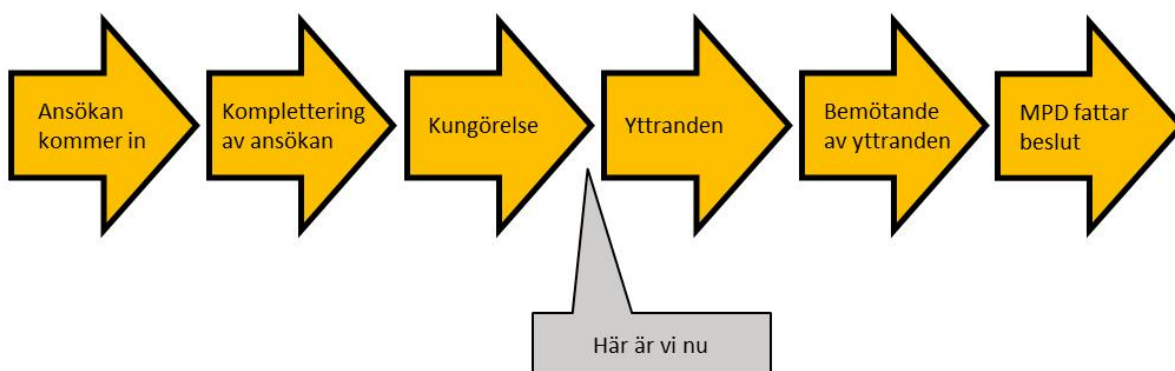 Ansökan
kommer in
Komplettering
av ansökan
Kungörelse
Yttranden
Bemötande
av yttranden
MPD fattar
beslut
Här är vi nu